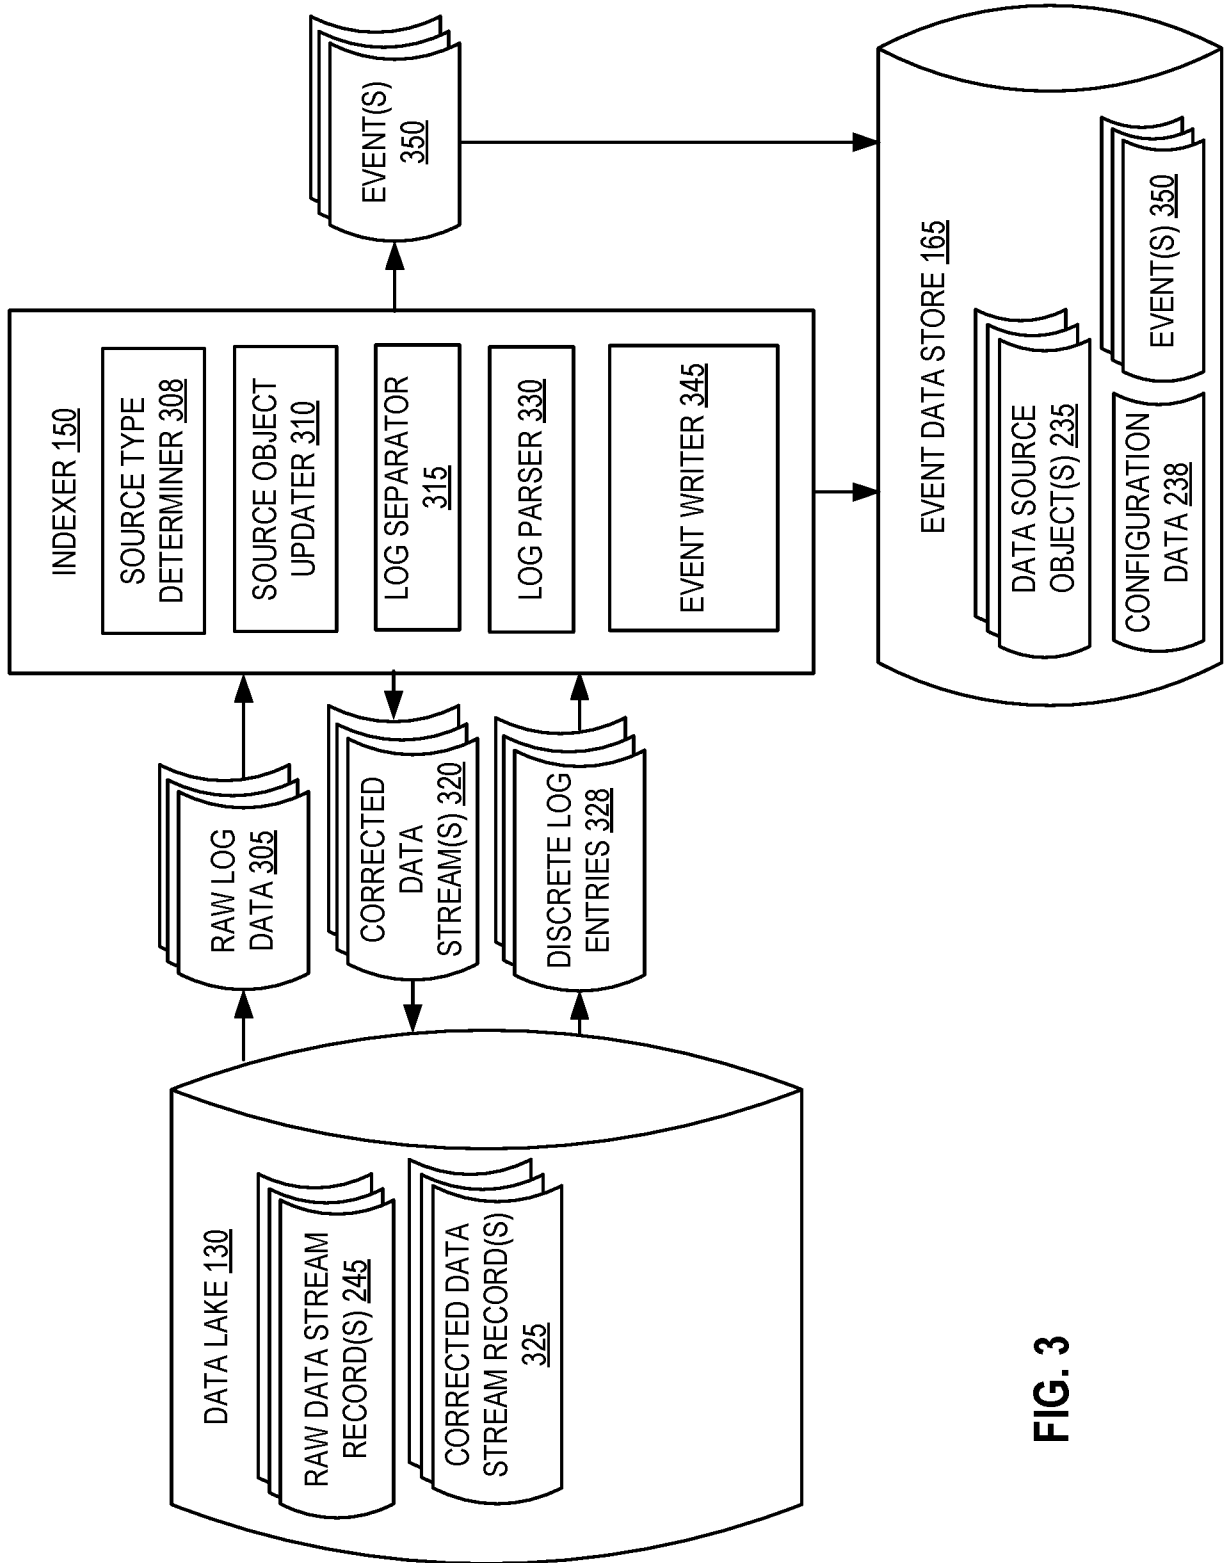 DATA LAKE 130
RAW DATA STREAM
RECORD(S) 245
CORRECTED DATA
STREAM RECORD(S)
325
RAW LOG
DATA 305
CORRECTED
DATA
STREAM(S) 320
DISCRETE LOG
ENTRIES 328
INDEXER 150
SOURCE TYPE
DETERMINER 308
SOURCE OBJECT
UPDATER 310
LOG SEPARATOR
315
LOG PARSER 330
EVENT WRITER 345
EVENT(S)
350
EVENT DATA STORE 165
DATA SOURCE
OBJECT(S) 235
CONFIGURATION
DATA 238
EVENT(S) 350
FIG. 3